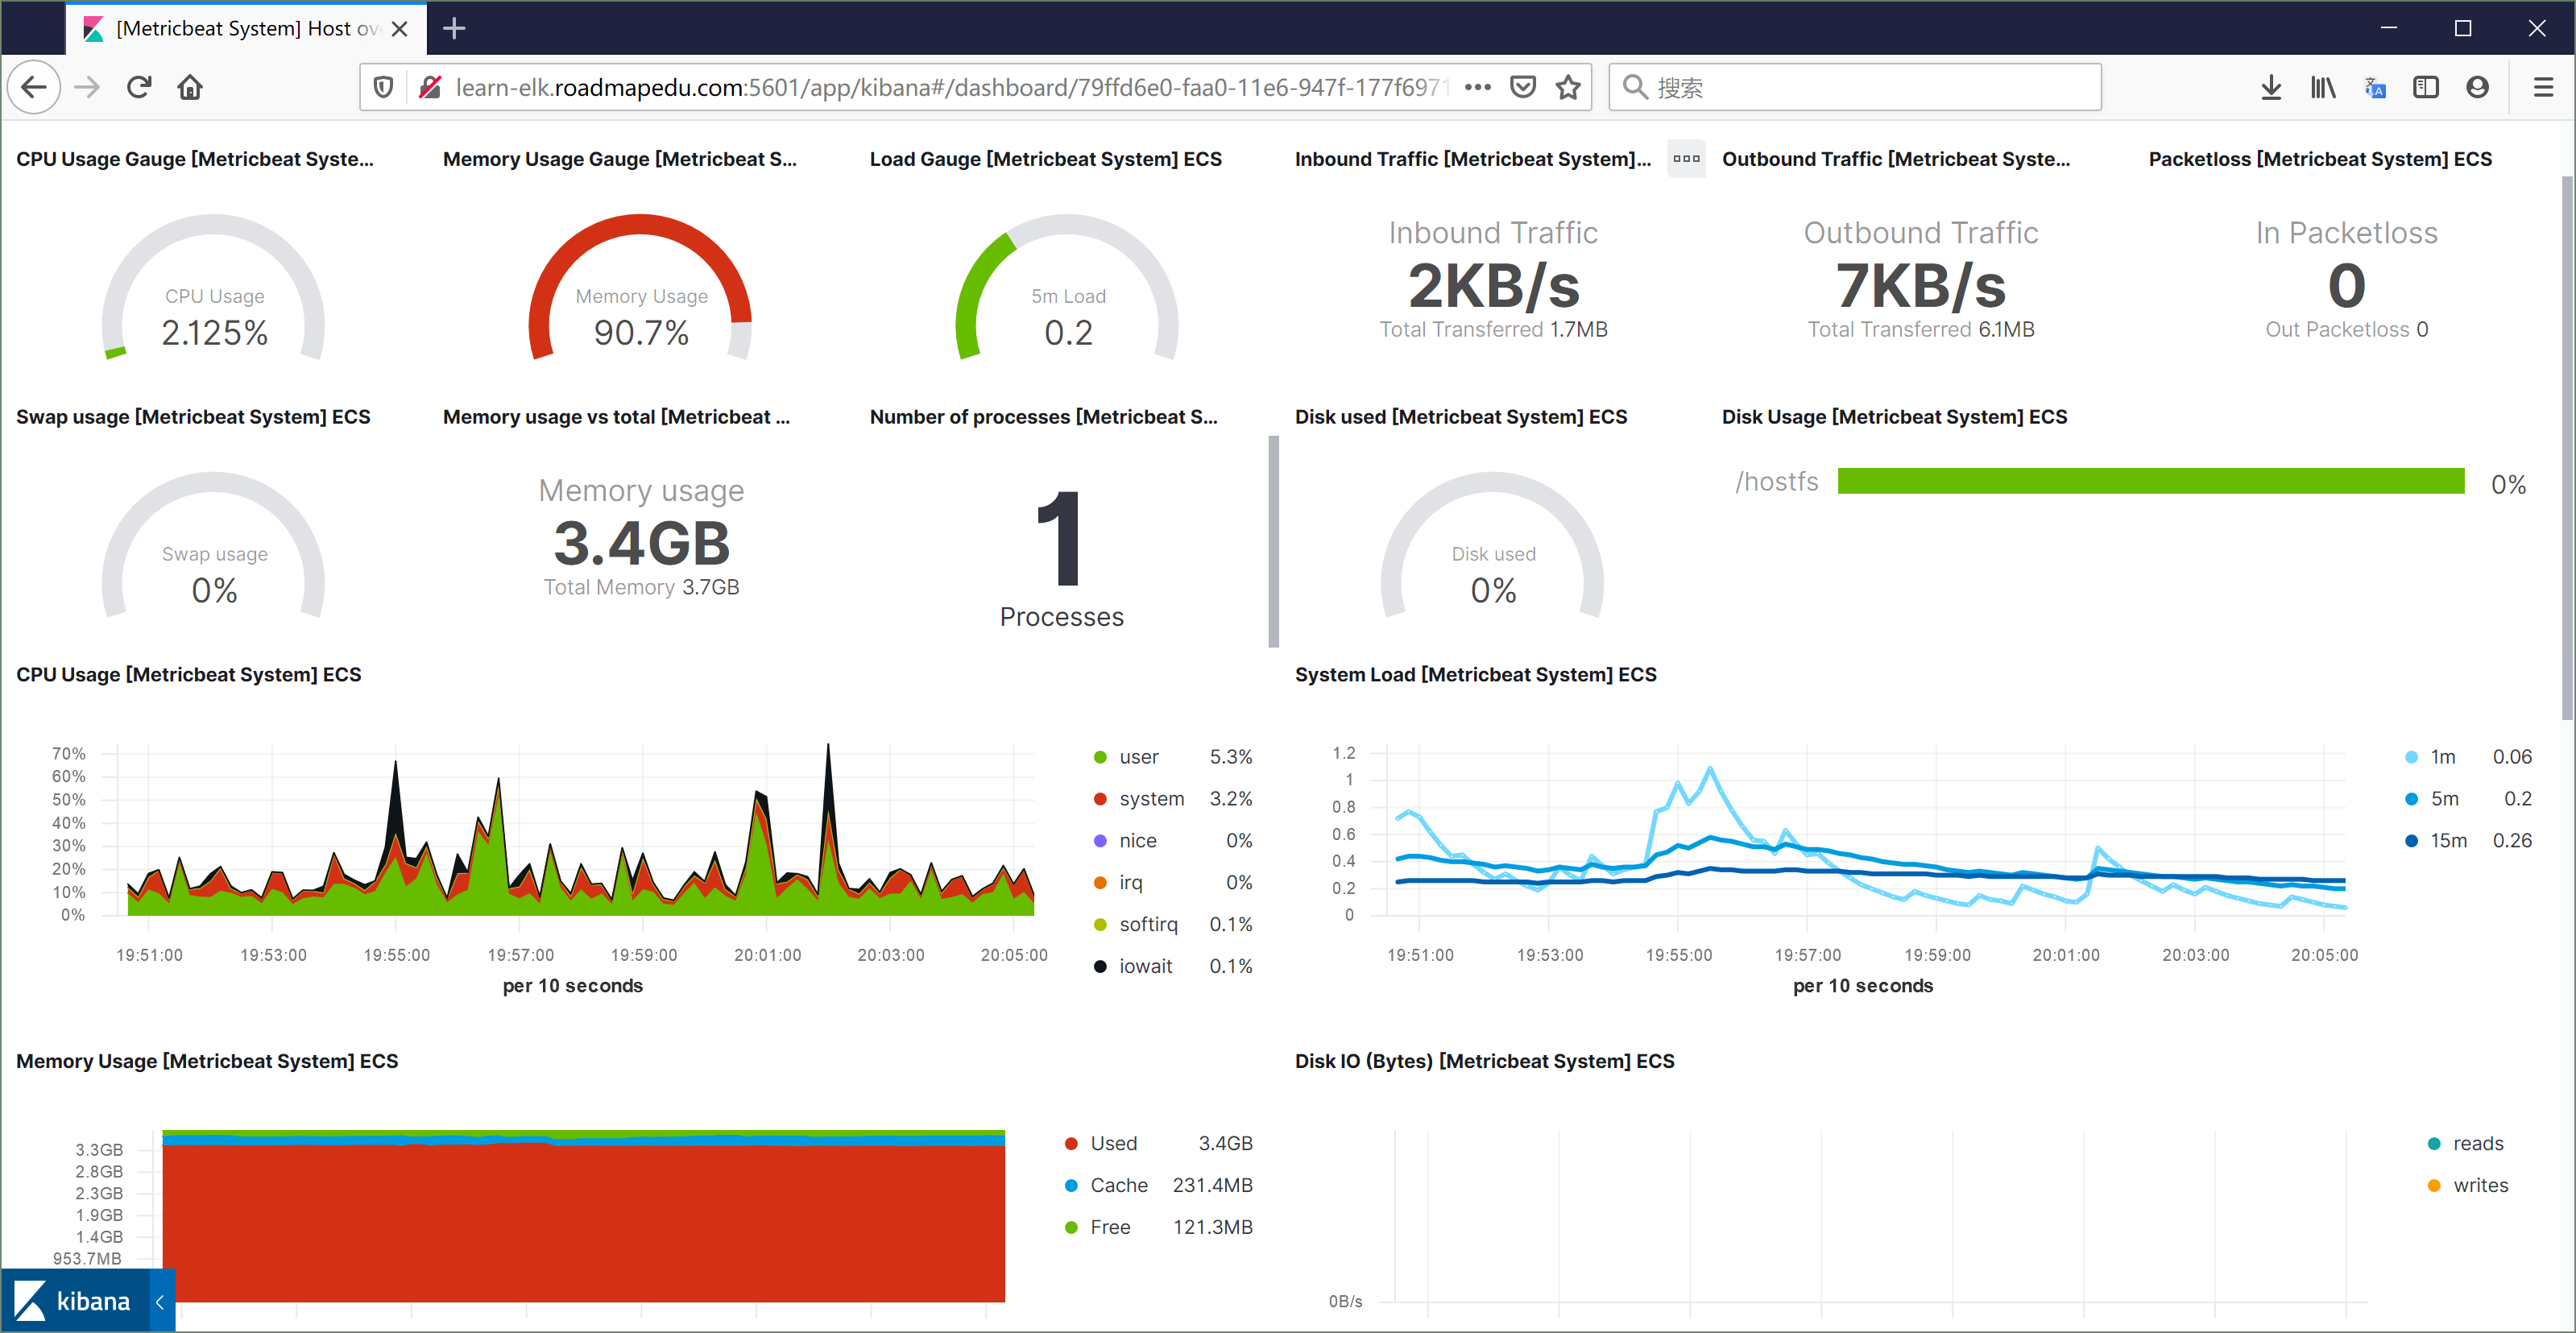 [Metricbeat System] Host ov
learn-elk.roadmapedu.com:5601/app/kibana#/dashboard/79ffd6e0-faa0-11e6-947f-177f6971
搜索
CPU Usage Gauge [Metricbeat Syste...
Memory Usage Gauge [Metricbeat S...
Load Gauge [Metricbeat System] ECS
Inbound Traffic [Metricbeat System]...
Outbound Traffic [Metricbeat Syste...
Packetloss [Metricbeat System] ECS
CPU Usage
2.125%
Memory Usage
90.7%
5m Load
0.2
Inbound Traffic
2KB/s
Total Transferred 1.7MB
Outbound Traffic
7KB/s
Total Transferred 6.1MB
In Packetloss
0
Out Packetloss 0
Swap usage [Metricbeat System] ECS
Memory usage vs total [Metricbeat ...
Number of processes [Metricbeat S...
Disk used [Metricbeat System] ECS
Disk Usage [Metricbeat System] ECS
Swap usage
0%
Memory usage
3.4GB
Total Memory 3.7GB
1
Processes
Disk used
0%
/hostfs 0%
CPU Usage [Metricbeat System] ECS
70%
60%
50%
40%
30%
20%
10%
0%
19:51:00 19:53:00 19:55:00 19:57:00 19:59:00 20:01:00 20:03:00 20:05:00
per 10 seconds
user 5.3%
system 3.2%
nice 0%
irq 0%
softirq 0.1%
iowait 0.1%
System Load [Metricbeat System] ECS
1.2
1
0.8
0.6
0.4
0.2
0
19:51:00 19:53:00 19:55:00 19:57:00 19:59:00 20:01:00 20:03:00 20:05:00
per 10 seconds
1m 0.06
5m 0.2
15m 0.26
Memory Usage [Metricbeat System] ECS
3.3GB
2.8GB
2.3GB
1.9GB
1.4GB
953.7MB
Used 3.4GB
Cache 231.4MB
Free 121.3MB
Disk IO (Bytes) [Metricbeat System] ECS
0B/s
reads
writes
kibana